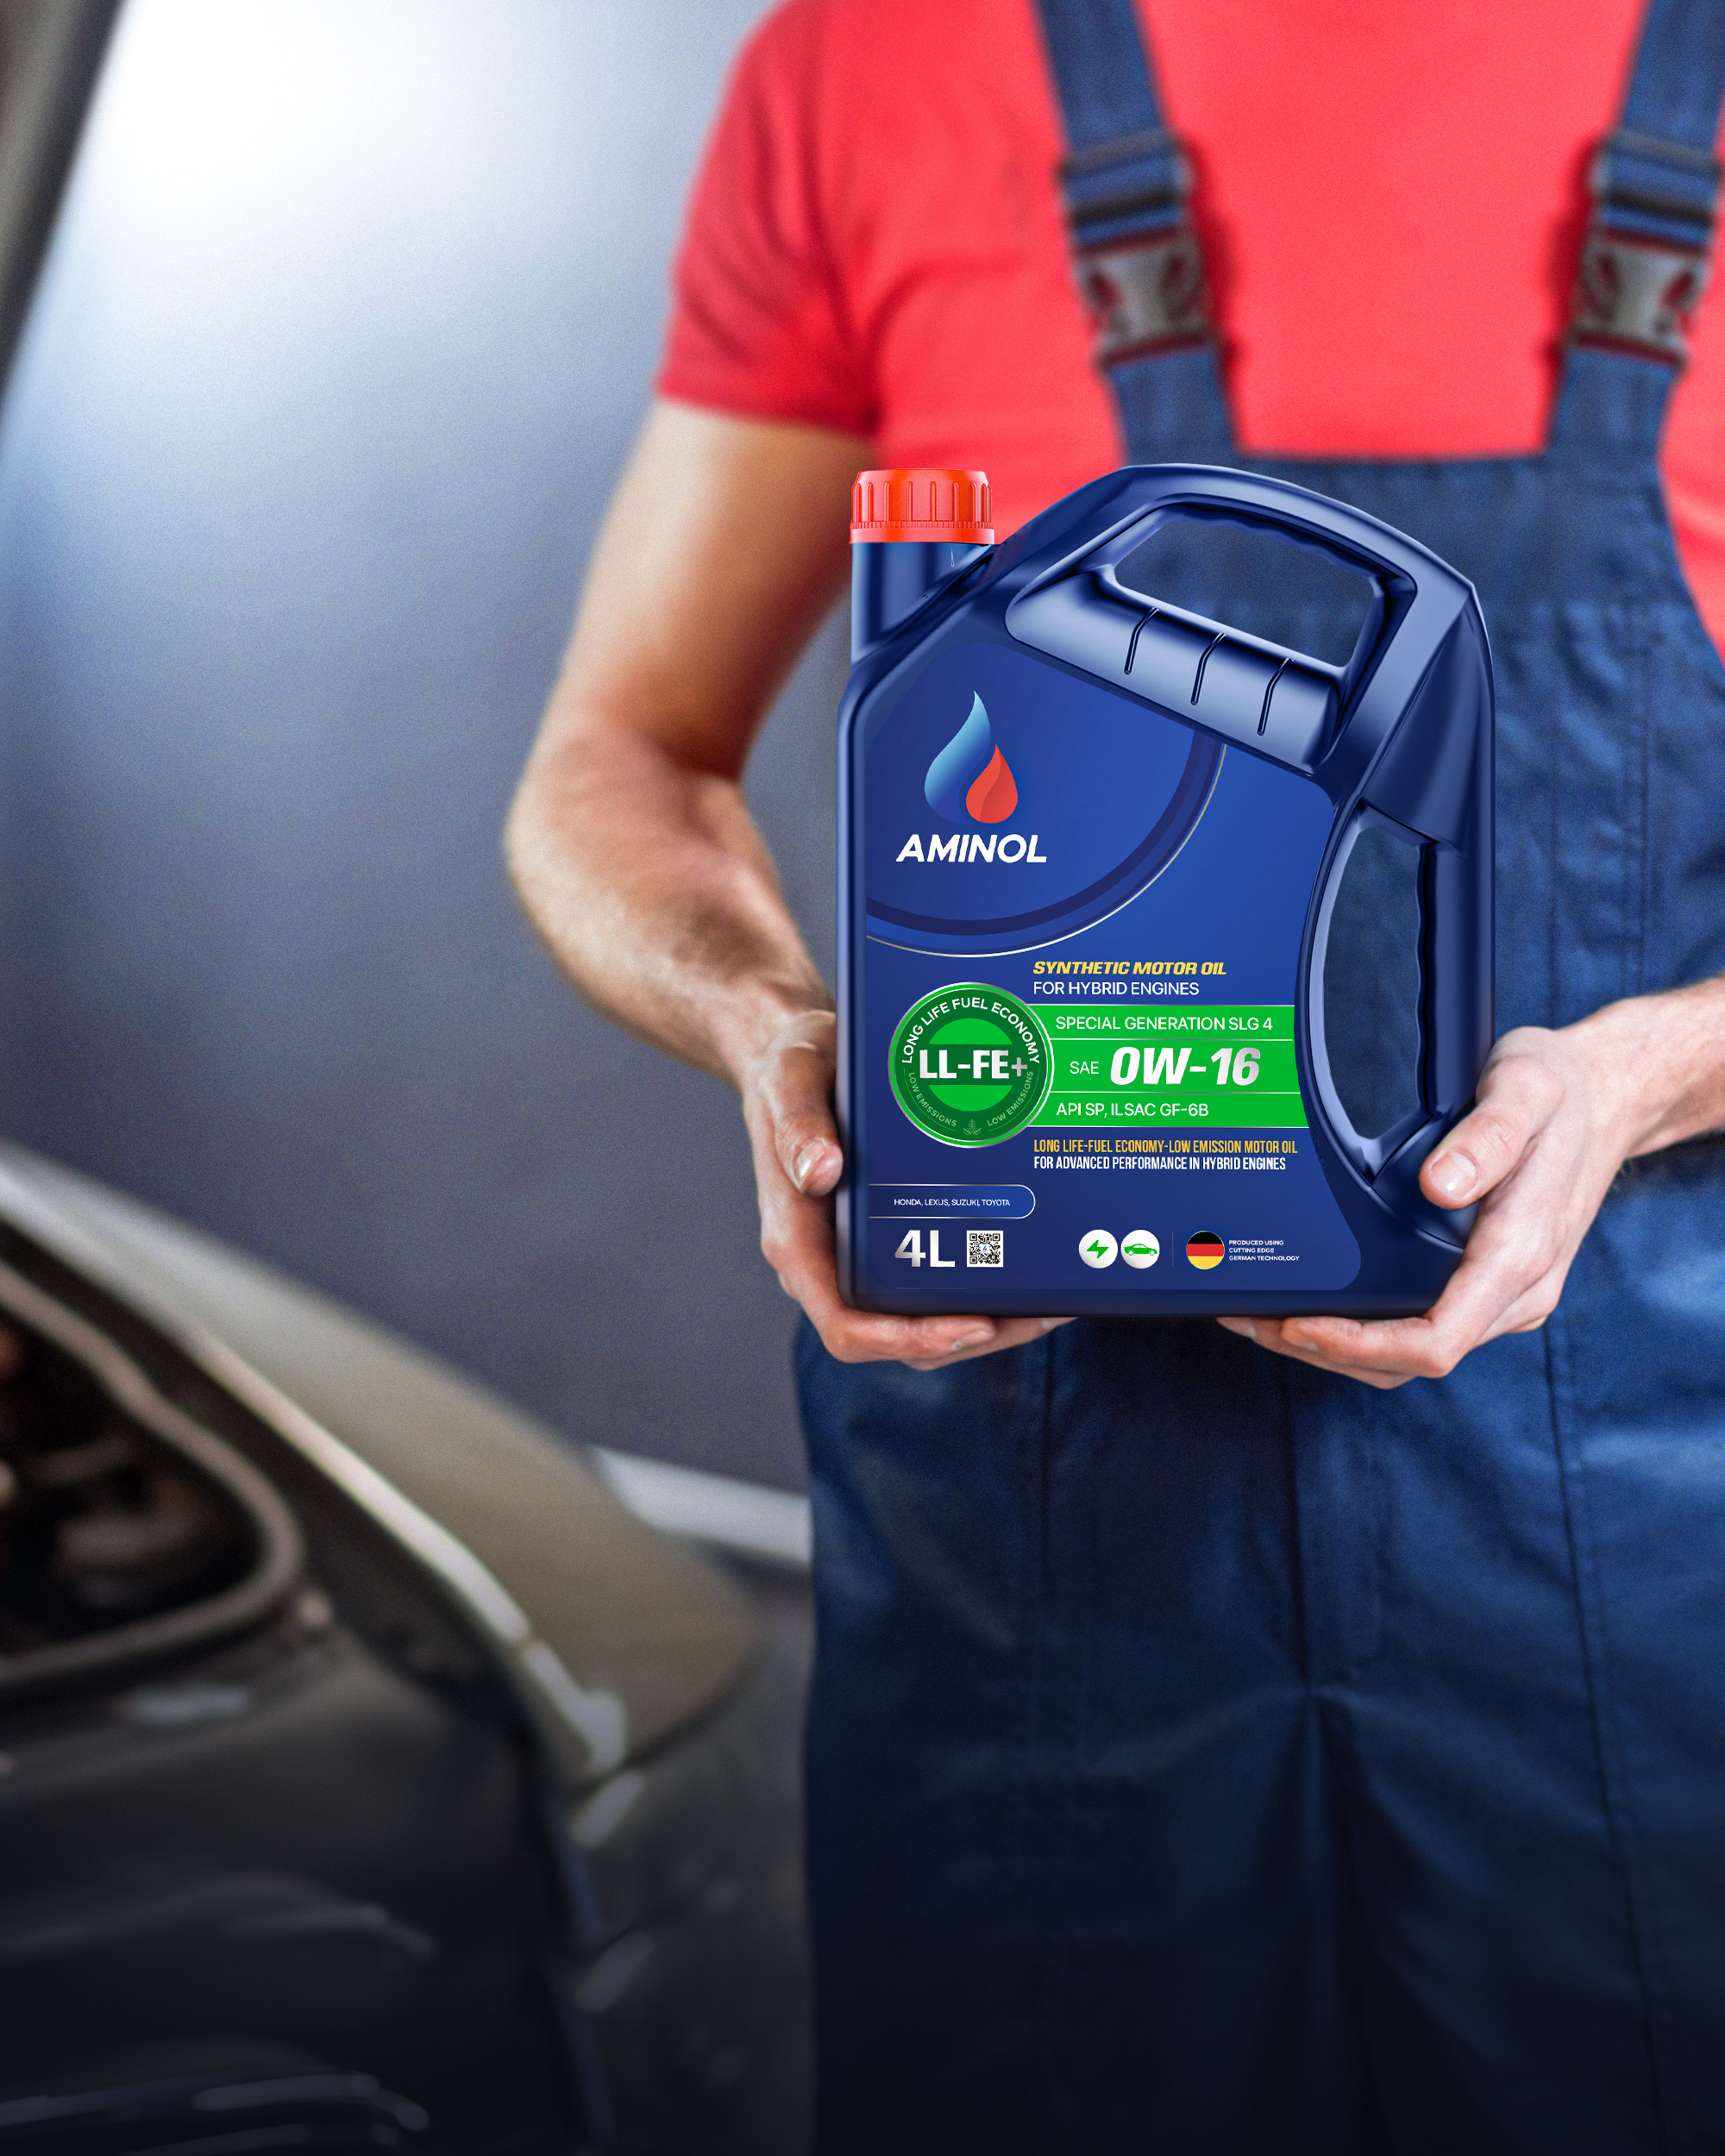 AMINOL
SYNTHETIC MOTOR OIL
FOR HYBRID ENGINES
LONG LIFE FUEL ECONOMY
LL-FE+
LOW EMISSIONS LOW EMISSIONS
SPECIAL GENERATION SLG 4
SAE 0W-16
API SP, ILSAC GF-6B
LONG LIFE-FUEL ECONOMY-LOW EMISSION MOTOR OIL
FOR ADVANCED PERFORMANCE IN HYBRID ENGINES
HONDA, LEXUS, SUZUKI, TOYOTA
4L
PRODUCED USING
CUTTING EDGE
GERMAN TECHNOLOGY